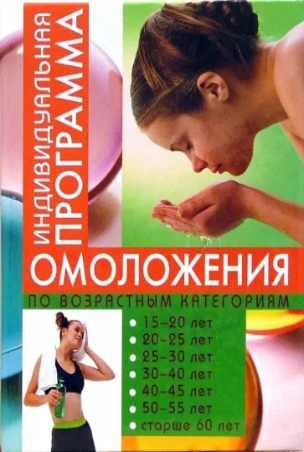 ИНДИВИДУАЛЬНАЯ
ПРОГРАММА
ОМОЛОЖЕНИЯ
ПО ВОЗРАСТНЫМ КАТЕГОРИЯМ
• 15-20 лет
• 20-25 лет
• 25-30 лет
• 30-40 лет
• 40-45 лет
• 50-55 лет
• старше 60 лет